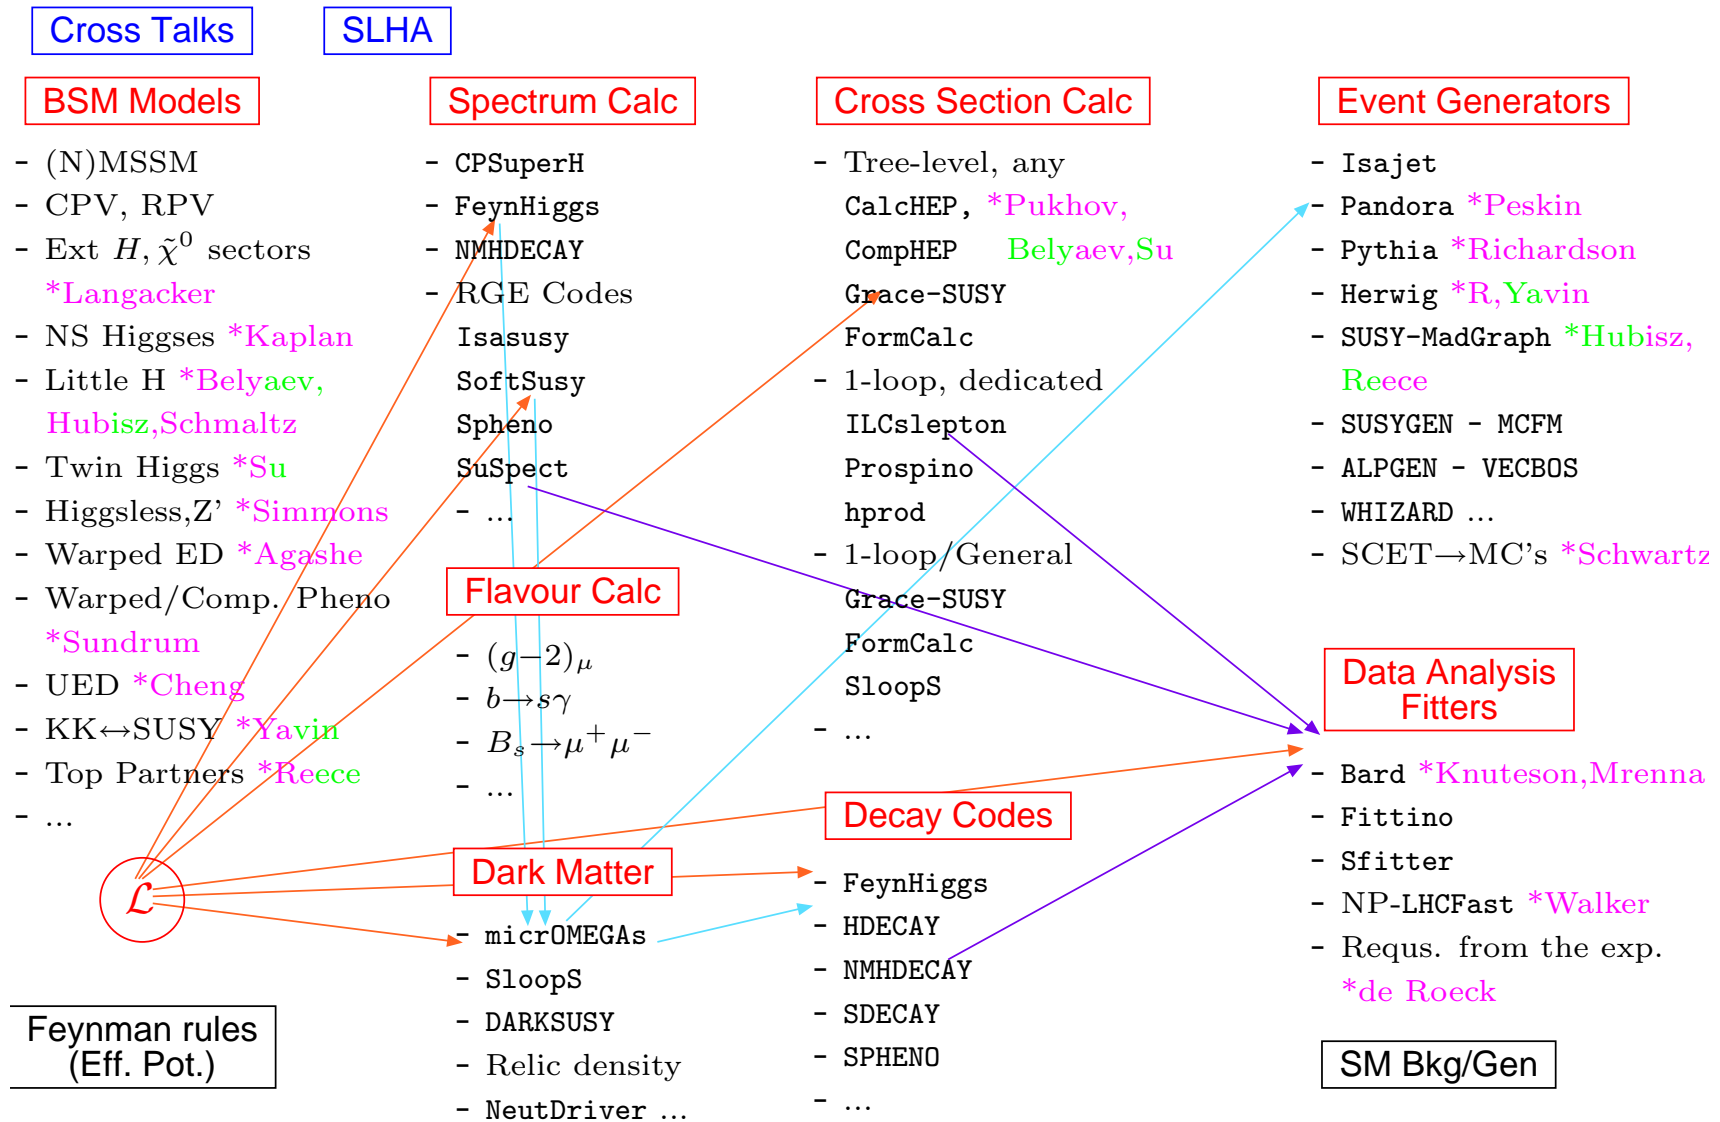 Cross Talks
SLHA
BSM Models
- (N)MSSM
- CPV, RPV
- Ext H, χ̃⁰ sectors
*Langacker
- NS Higgses *Kaplan
- Little H *Belyaev,
Hubisz,Schmaltz
- Twin Higgs *Su
- Higgsless,Z' *Simmons
- Warped ED *Agashe
- Warped/Comp. Pheno
*Sundrum
- UED *Cheng
- KK↔SUSY *Yavin
- Top Partners *Reece
- ...
ℒ
Feynman rules
(Eff. Pot.)
Spectrum Calc
- CPSuperH
- FeynHiggs
- NMHDECAY
- RGE Codes
Isasusy
SoftSusy
Spheno
SuSpect
- ...
Flavour Calc
- (g−2)μ
- b→sγ
- Bₛ→μ⁺μ⁻
- ...
Dark Matter
- micrOMEGAs
- SloopS
- DARKSUSY
- Relic density
- NeutDriver ...
Cross Section Calc
- Tree-level, any
CalcHEP, *Pukhov,
CompHEP Belyaev,Su
Grace-SUSY
FormCalc
- 1-loop, dedicated
ILCslepton
Prospino
hprod
- 1-loop/General
Grace-SUSY
FormCalc
SloopS
- ...
Decay Codes
- FeynHiggs
- HDECAY
- NMHDECAY
- SDECAY
- SPHENO
- ...
Event Generators
- Isajet
- Pandora *Peskin
- Pythia *Richardson
- Herwig *R,Yavin
- SUSY-MadGraph *Hubisz,
Reece
- SUSYGEN - MCFM
- ALPGEN - VECBOS
- WHIZARD ...
- SCET→MC's *Schwartz
Data Analysis
Fitters
- Bard *Knuteson,Mrenna
- Fittino
- Sfitter
- NP-LHCFast *Walker
- Requs. from the exp.
*de Roeck
SM Bkg/Gen